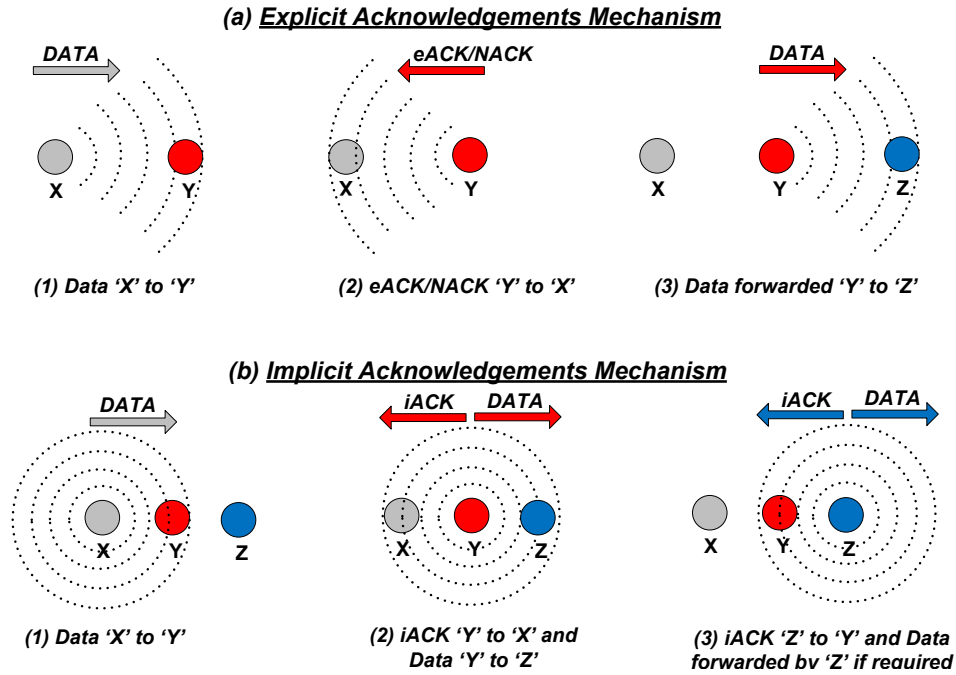 (a) Explicit Acknowledgements Mechanism
DATA
eACK/NACK
DATA
X
Y
X
Y
X
Y
Z
(1) Data ‘X’ to ‘Y’
(2) eACK/NACK ‘Y’ to ‘X’
(3) Data forwarded ‘Y’ to ‘Z’
(b) Implicit Acknowledgements Mechanism
DATA
iACK
DATA
iACK
DATA
X
Y
Z
X
Y
Z
X
Y
Z
(1) Data ‘X’ to ‘Y’
(2) iACK ‘Y’ to ‘X’ and
Data ‘Y’ to ‘Z’
(3) iACK ‘Z’ to ‘Y’ and Data
forwarded by ‘Z’ if required